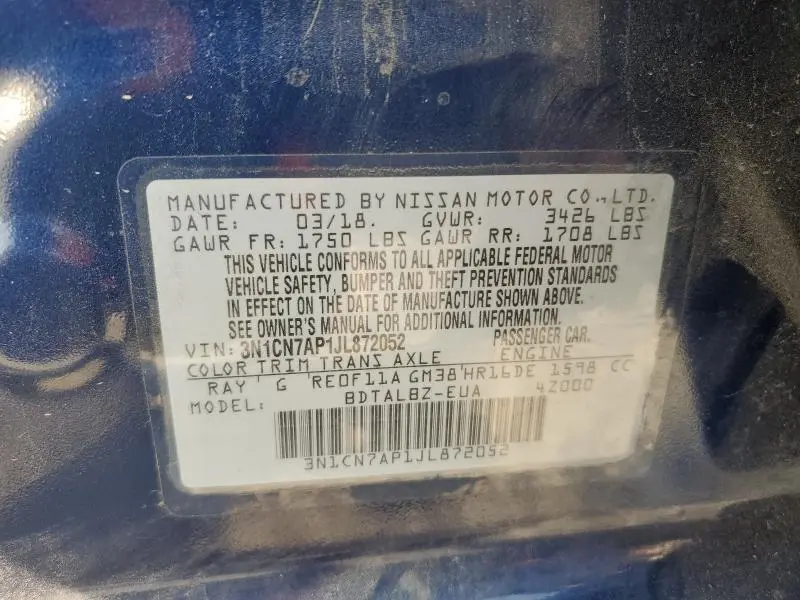 MANUFACTURED BY NISSAN MOTOR CO., LTD.
DATE: 03/18. GVWR: 3426 LBS
GAWR FR: 1750 LBS GAWR RR: 1708 LBS
THIS VEHICLE CONFORMS TO ALL APPLICABLE FEDERAL MOTOR
VEHICLE SAFETY, BUMPER AND THEFT PREVENTION STANDARDS
IN EFFECT ON THE DATE OF MANUFACTURE SHOWN ABOVE.
SEE OWNER'S MANUAL FOR ADDITIONAL INFORMATION.
VIN: 3N1CN7AP1JL872052 PASSENGER CAR.
COLOR TRIM TRANS AXLE ENGINE
RAY G RE0F11A GM38 HR16DE 1598 CC
MODEL: BDTALBZ-EUA 4Z000
3N1CN7AP1JL872052